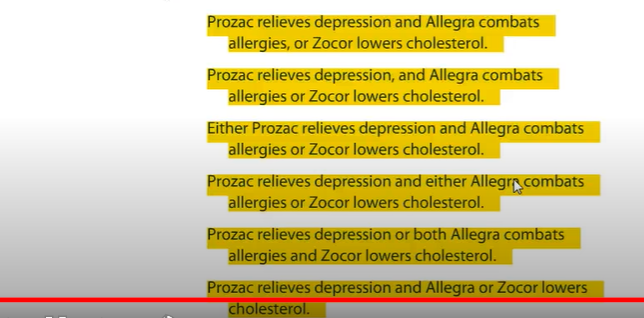 Prozac relieves depression and Allegra combats
allergies, or Zocor lowers cholesterol.
Prozac relieves depression, and Allegra combats
allergies or Zocor lowers cholesterol.
Either Prozac relieves depression and Allegra combats
allergies or Zocor lowers cholesterol.
Prozac relieves depression and either Allegra combats
allergies or Zocor lowers cholesterol.
Prozac relieves depression or both Allegra combats
allergies and Zocor lowers cholesterol.
Prozac relieves depression and Allegra or Zocor lowers
cholesterol.